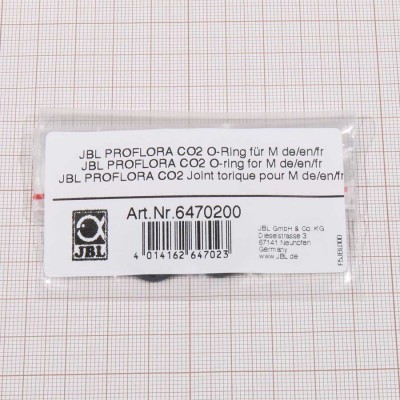 JBL PROFLORA CO2 O-Ring für M de/en/fr
JBL PROFLORA CO2 O-ring for M de/en/fr
JBL PROFLORA CO2 Joint torique pour M de/en/fr
Art.Nr.6470200
JBL
4 014162 647023
JBL GmbH & Co. KG
Dieselstrasse 3
67141 Neuhofen
Germany
www.JBL.de